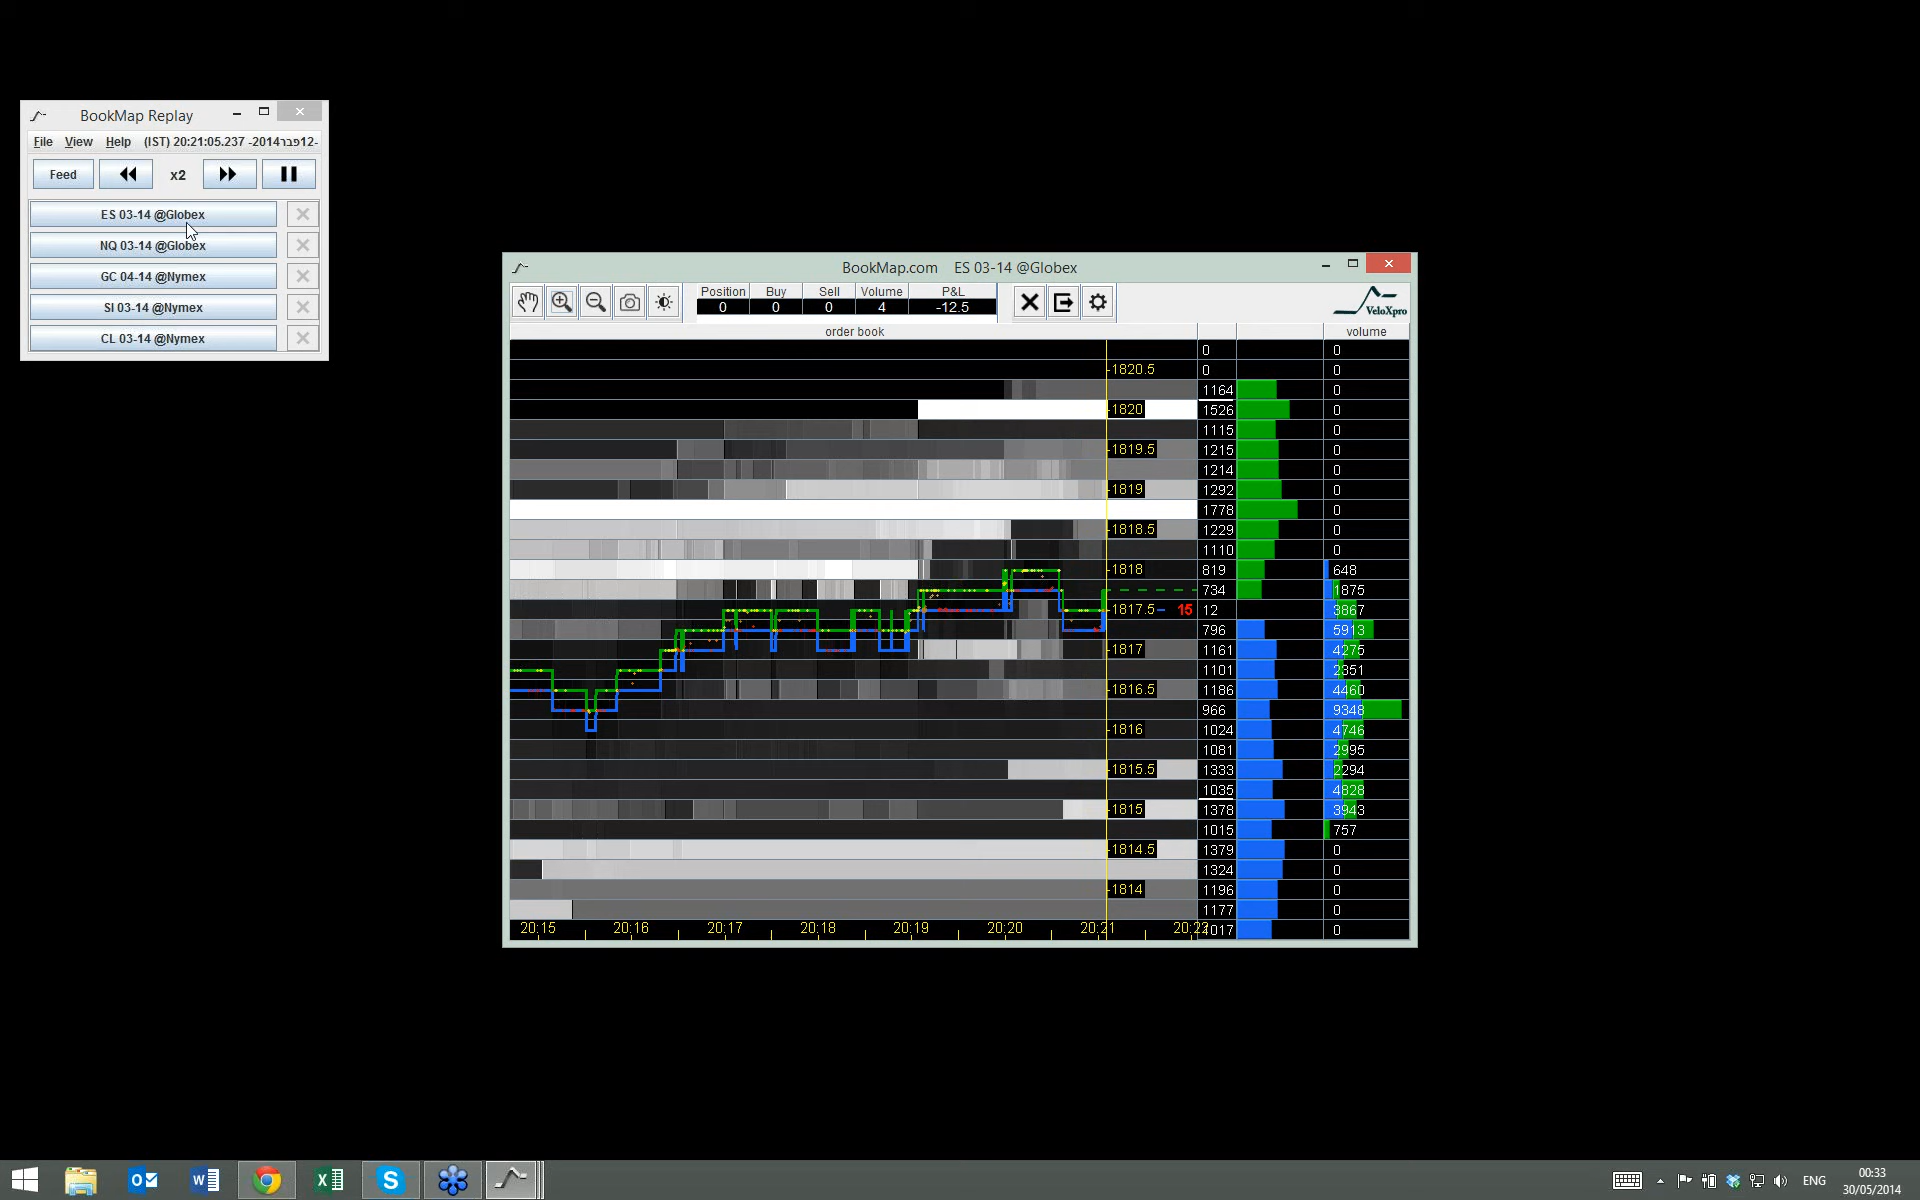 BookMap Replay
File View Help (IST) 20:21:05.237 -2014פבר12-
Feed x2
ES 03-14 @Globex
NQ 03-14 @Globex
GC 04-14 @Nymex
SI 03-14 @Nymex
CL 03-14 @Nymex
BookMap.com ES 03-14 @Globex
Position Buy Sell Volume P&L
0 0 0 4 -12.5
VeloXpro
order book volume
0 0
1820.5 0 0
1164 0
1820 1526 0
1115 0
1819.5 1215 0
1214 0
1819 1292 0
1778 0
1818.5 1229 0
1110 0
1818 819 648
734 1875
1817.5 15 12 3867
796 5913
1817 1161 4275
1101 2351
1816.5 1186 4460
966 9348
1816 1024 4746
1081 2995
1815.5 1333 2294
1035 4828
1815 1378 3943
1015 757
1814.5 1379 0
1324 0
1814 1196 0
1177 0
20:15 20:16 20:17 20:18 20:19 20:20 20:21 20:22 1017 0
ENG
00:33
30/05/2014